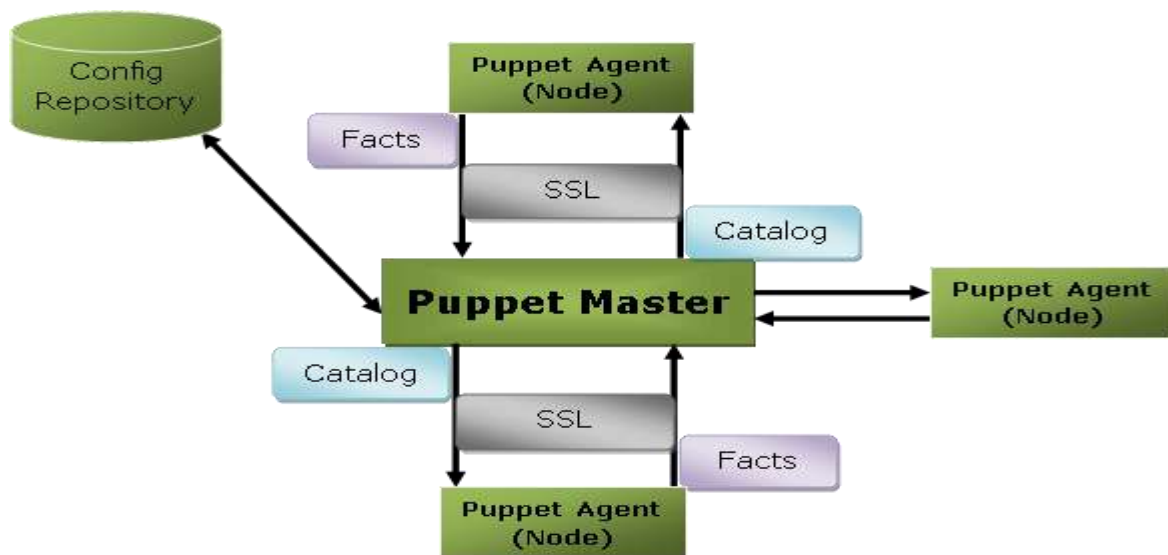 Config
Repository
Puppet Agent
(Node)
Facts
SSL
Catalog
Puppet Master
Puppet Agent
(Node)
Catalog
SSL
Facts
Puppet Agent
(Node)